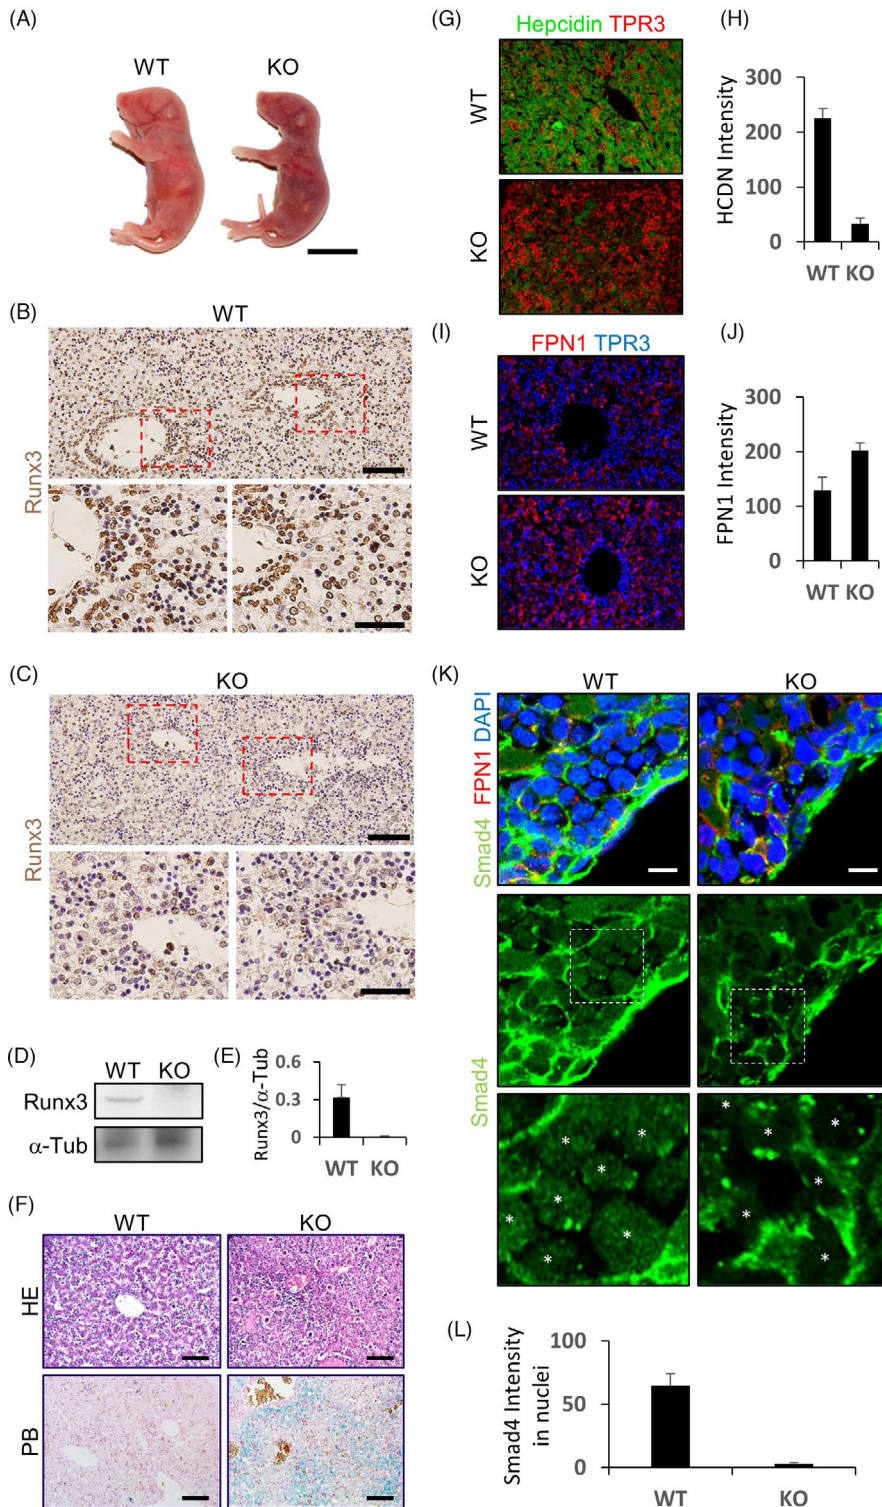 (A)
WT KO
(B)
WT
Runx3
(C)
KO
Runx3
(D)
WT KO
Runx3
α-Tub
(E)
Runx3/α-Tub
0.6
0.3
0
WT KO
(F)
WT KO
HE
PB
(G)
Hepcidin TPR3
WT
KO
(H)
HCDN Intensity
300
200
100
0
WT KO
(I)
FPN1 TPR3
WT
KO
(J)
FPN1 Intensity
300
200
100
0
WT KO
(K)
WT KO
Smad4 FPN1 DAPI
Smad4
* * * * * * *
* * * * * *
(L)
Smad4 Intensity
in nuclei
100
50
0
WT KO